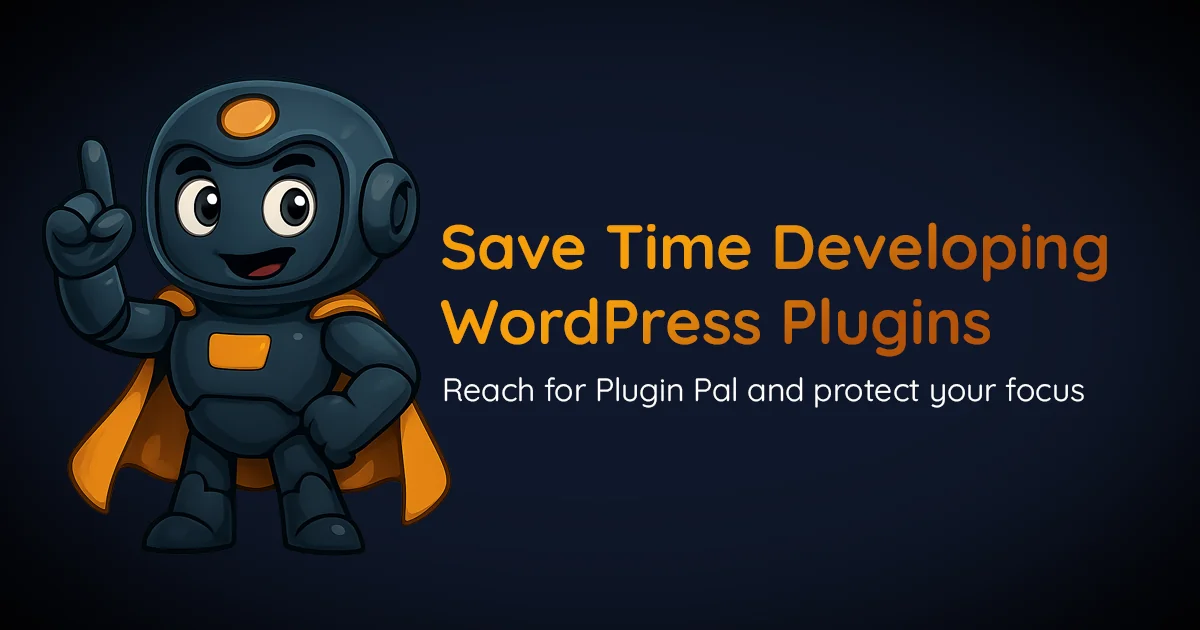 Save Time Developing
WordPress Plugins
Reach for Plugin Pal and protect your focus